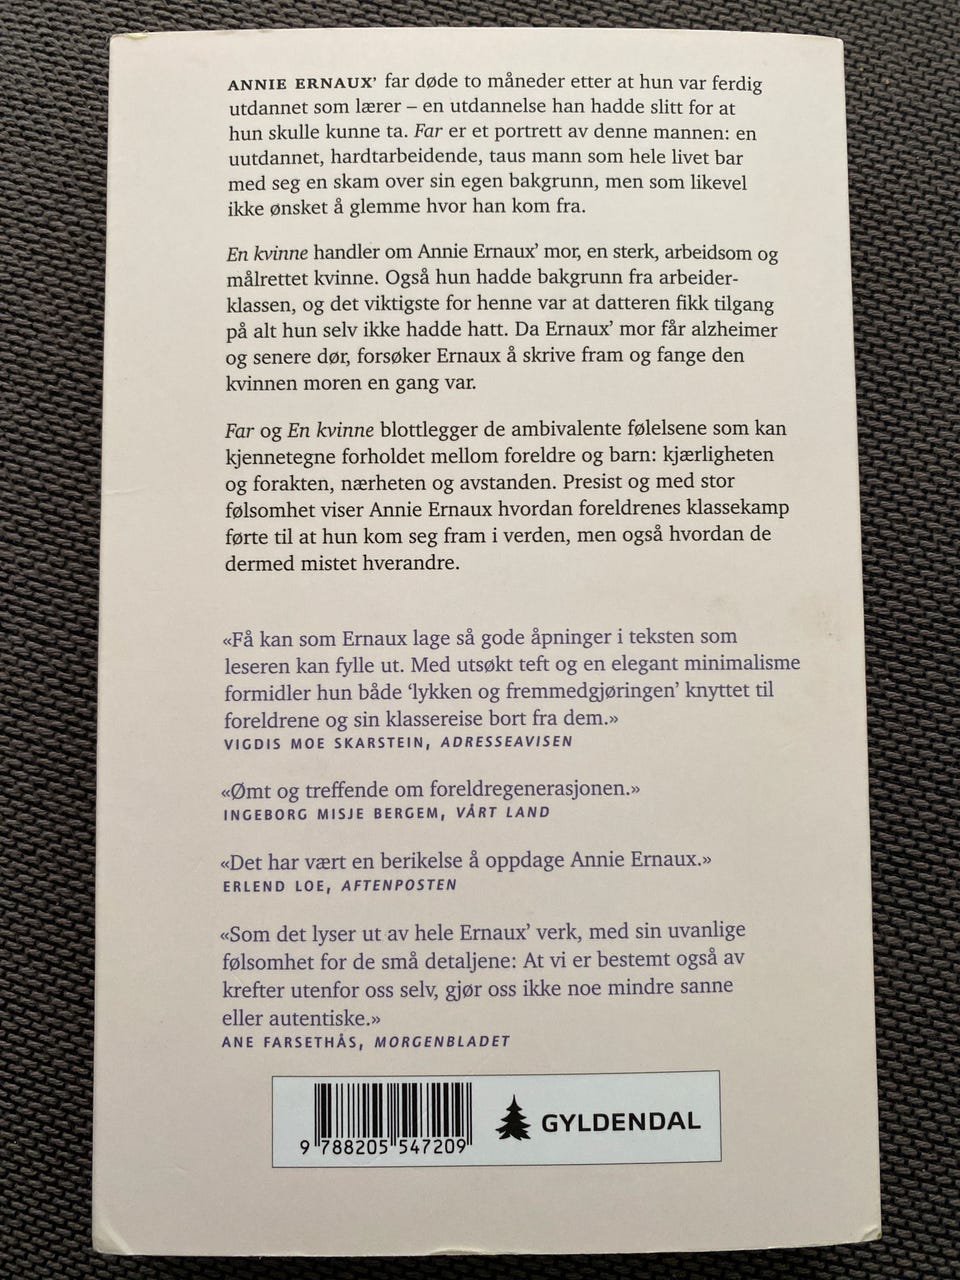 ANNIE ERNAUX’ far døde to måneder etter at hun var ferdig
utdannet som lærer – en utdannelse han hadde slitt for at
hun skulle kunne ta. Far er et portrett av denne mannen: en
uutdannet, hardtarbeidende, taus mann som hele livet bar
med seg en skam over sin egen bakgrunn, men som likevel
ikke ønsket å glemme hvor han kom fra.
En kvinne handler om Annie Ernaux’ mor, en sterk, arbeidsom og
målrettet kvinne. Også hun hadde bakgrunn fra arbeider-
klassen, og det viktigste for henne var at datteren fikk tilgang
på alt hun selv ikke hadde hatt. Da Ernaux’ mor får alzheimer
og senere dør, forsøker Ernaux å skrive fram og fange den
kvinnen moren en gang var.
Far og En kvinne blottlegger de ambivalente følelsene som kan
kjennetegne forholdet mellom foreldre og barn: kjærligheten
og forakten, nærheten og avstanden. Presist og med stor
følsomhet viser Annie Ernaux hvordan foreldrenes klassekamp
førte til at hun kom seg fram i verden, men også hvordan de
dermed mistet hverandre.
«Få kan som Ernaux lage så gode åpninger i teksten som
leseren kan fylle ut. Med utsøkt teft og en elegant minimalisme
formidler hun både ‘lykken og fremmedgjøringen’ knyttet til
foreldrene og sin klassereise bort fra dem.»
VIGDIS MOE SKARSTEIN, ADRESSEAVISEN
«Ømt og treffende om foreldregenerasjonen.»
INGEBORG MISJE BERGEM, VÅRT LAND
«Det har vært en berikelse å oppdage Annie Ernaux.»
ERLEND LOE, AFTENPOSTEN
«Som det lyser ut av hele Ernaux’ verk, med sin uvanlige
følsomhet for de små detaljene: At vi er bestemt også av
krefter utenfor oss selv, gjør oss ikke noe mindre sanne
eller autentiske.»
ANE FARSETHÅS, MORGENBLADET
GYLDENDAL
9 788205 547209